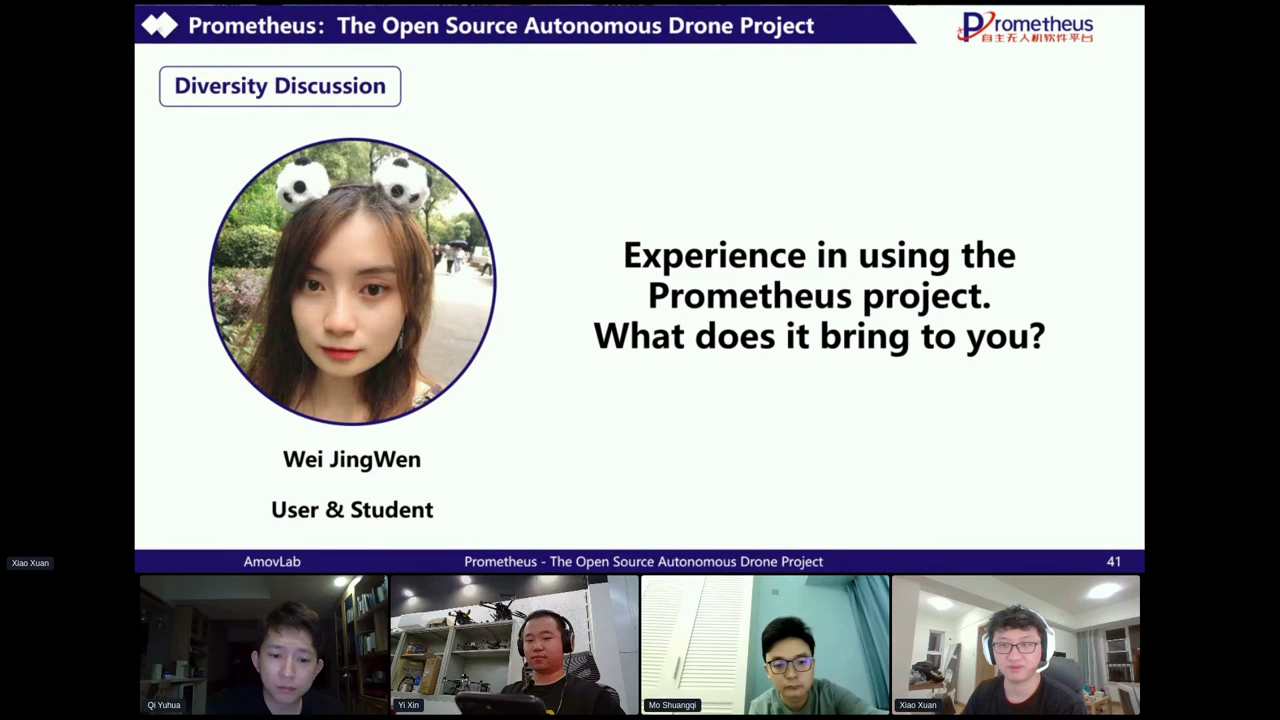 Prometheus: The Open Source Autonomous Drone Project
Prometheus
自主无人机软件平台
Diversity Discussion
Experience in using the
Prometheus project.
What does it bring to you?
Wei JingWen
User & Student
AmovLab
Prometheus - The Open Source Autonomous Drone Project
41
Xiao Xuan
Qi Yuhua
Yi Xin
Mo Shuangqi
Xiao Xuan